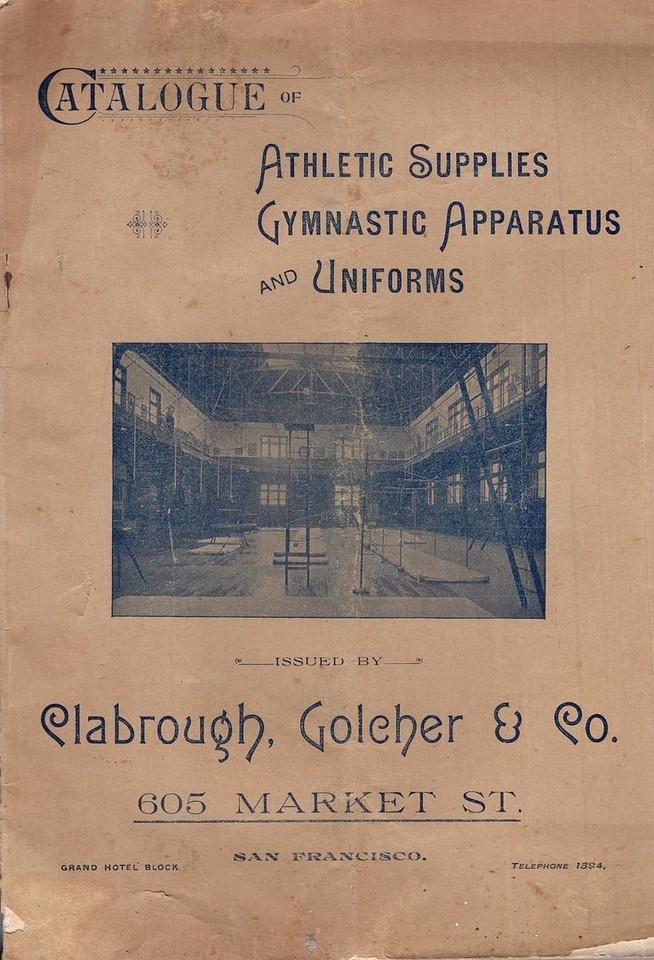 CATALOGUE OF
ATHLETIC SUPPLIES
GYMNASTIC APPARATUS
AND UNIFORMS
ISSUED BY
Clabrough, Golcher & Co.
605 MARKET ST.
SAN FRANCISCO.
GRAND HOTEL BLOCK.
TELEPHONE 1384.